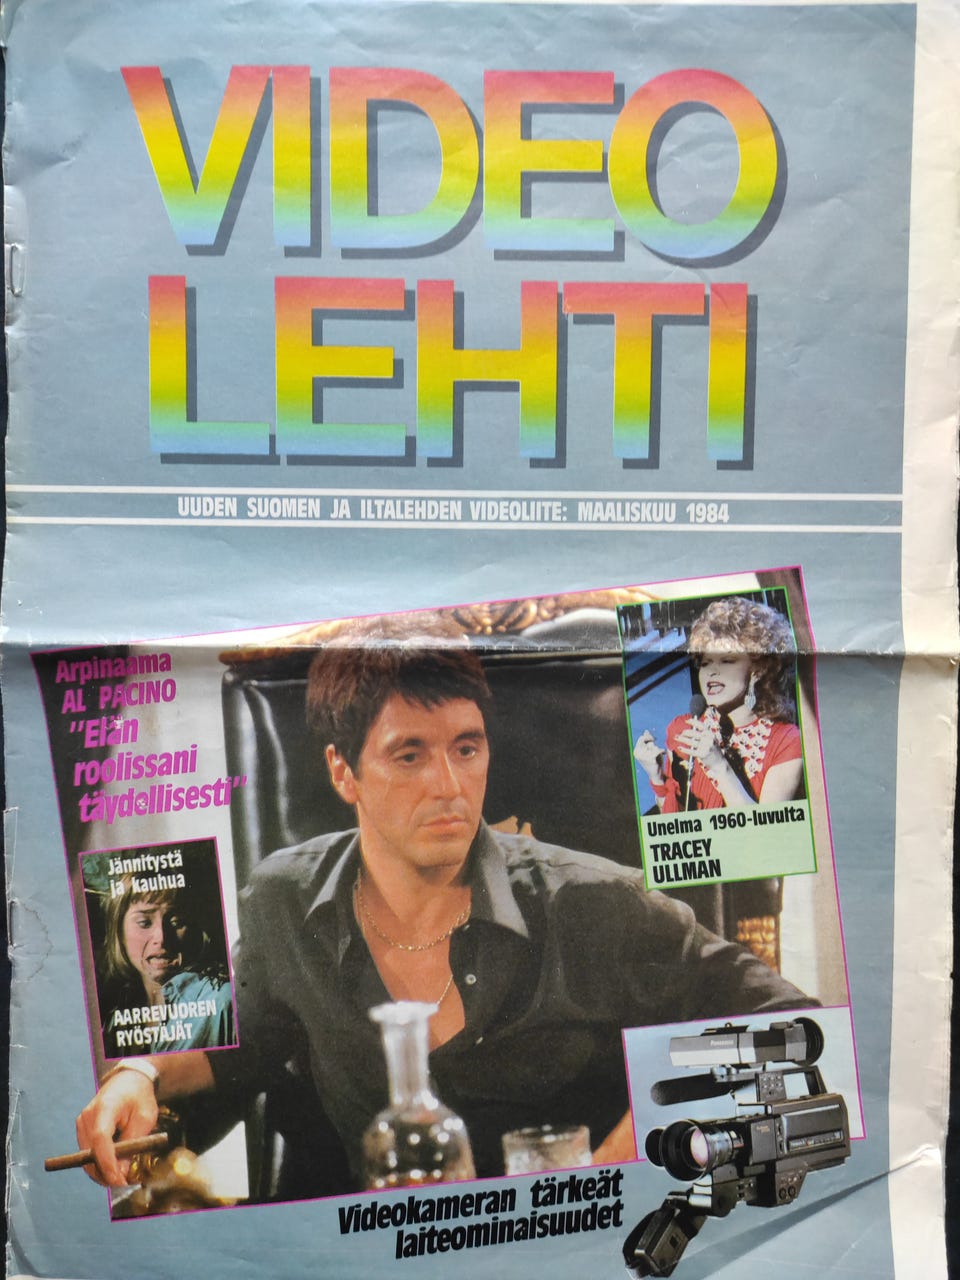 VIDEO
LEHTI
UUDEN SUOMEN JA ILTALEHDEN VIDEOLIITE: MAALISKUU 1984
Arpinaama
AL PACINO
"Elän
roolissani
täydellisesti"
Unelma 1960-luvulta
TRACEY
ULLMAN
Jännitystä
ja kauhua
AARREVUOREN
RYÖSTÄJÄT
Panasonic
Videokameran tärkeät
laiteominaisuudet